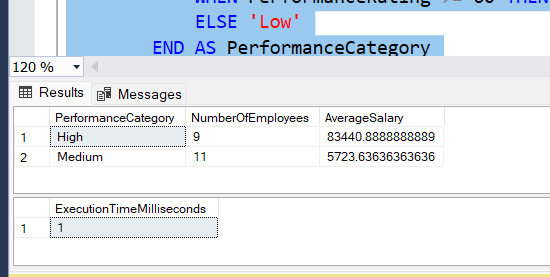 ELSE 'Low'
END AS PerformanceCategory
120 %
Results Messages
PerformanceCategory NumberOfEmployees AverageSalary
1 High 9 83440.8888888889
2 Medium 11 5723.63636363636
ExecutionTimeMilliseconds
1 1